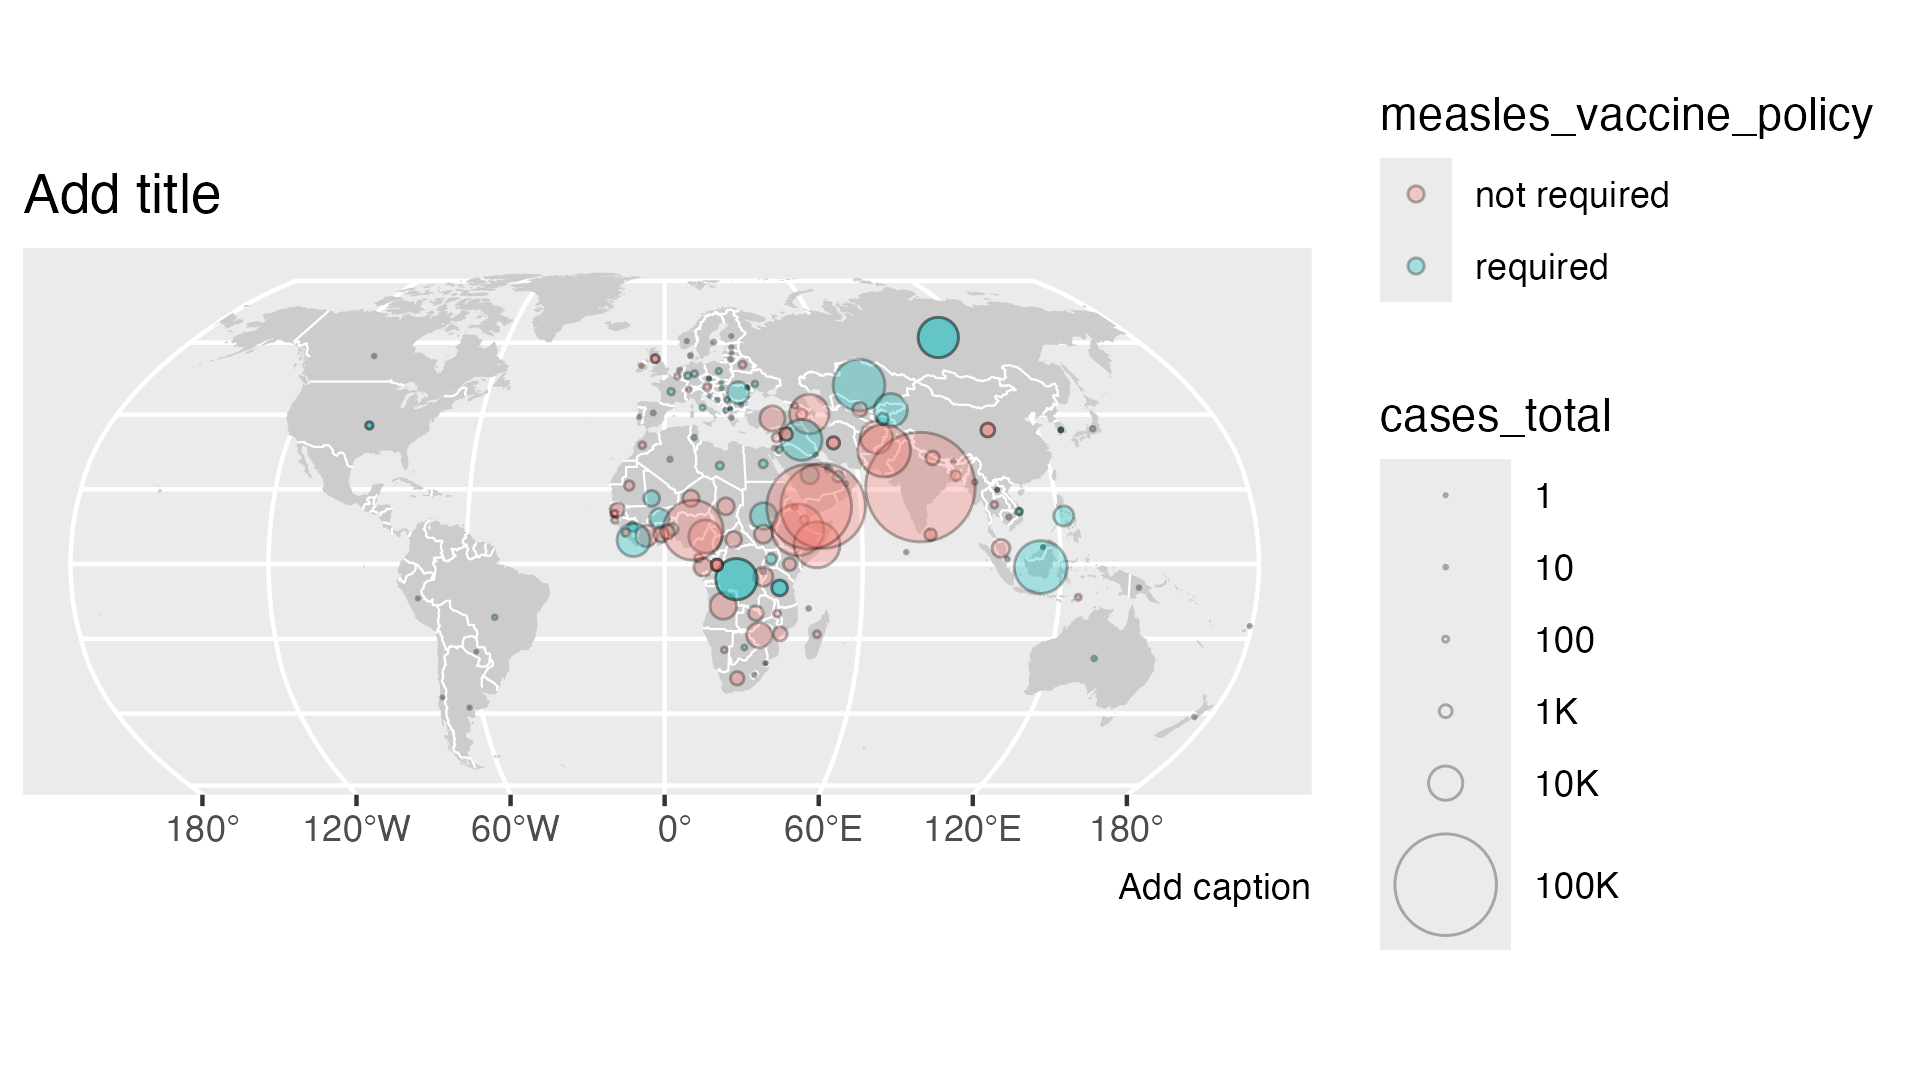 Add title
180°
120°W
60°W
0°
60°E
120°E
180°
Add caption
measles_vaccine_policy
not required
required
cases_total
1
10
100
1K
10K
100K